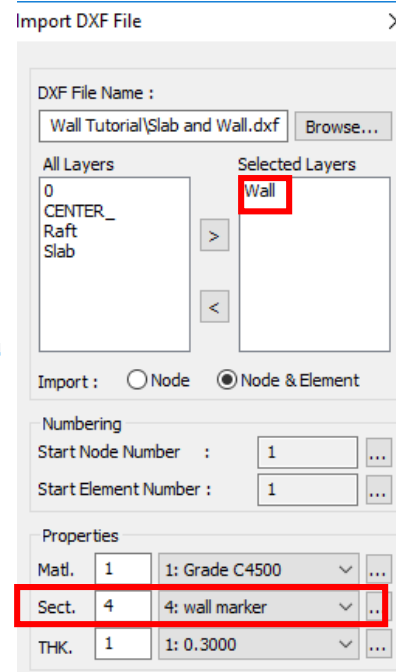 Import DXF File
DXF File Name :
Wall Tutorial\Slab and Wall.dxf Browse...
All Layers Selected Layers
0 Wall
CENTER_
Raft
Slab
>
<
Import : Node Node & Element
Numbering
Start Node Number : 1 ...
Start Element Number : 1 ...
Properties
Matl. 1 1: Grade C4500 ...
Sect. 4 4: wall marker ...
THK. 1 1: 0.3000 ...